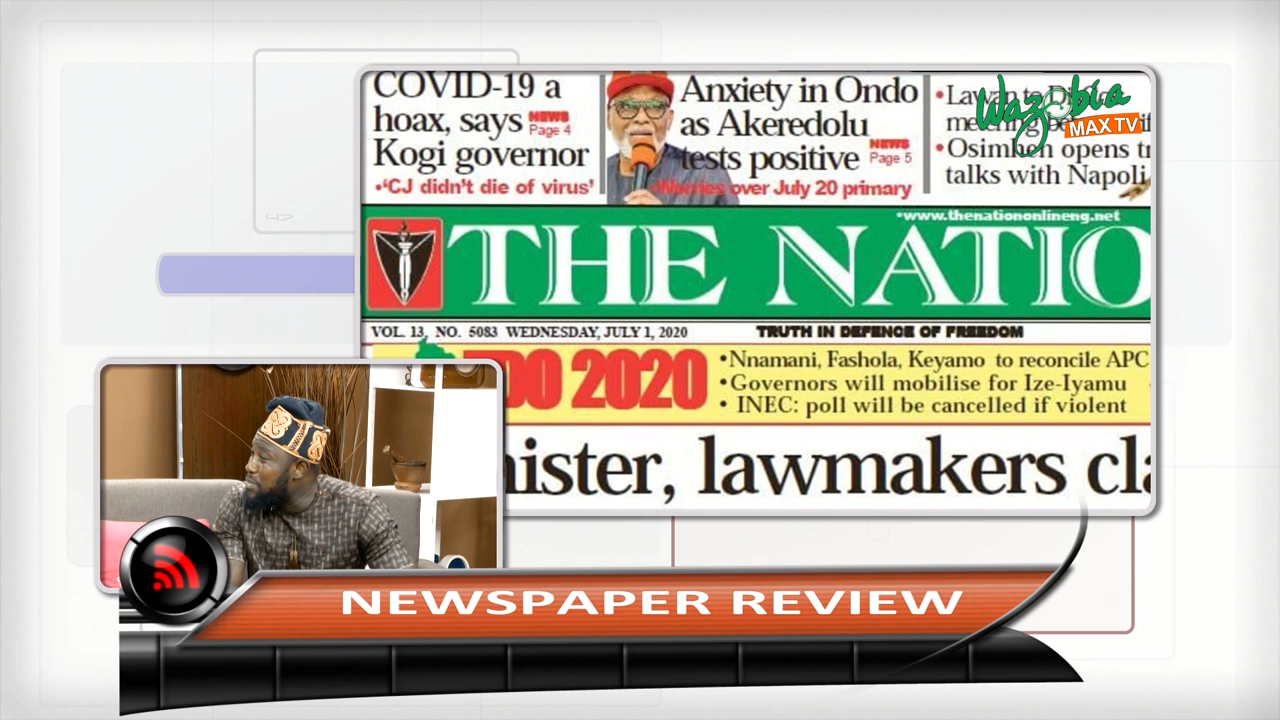 COVID-19 a
hoax, says
NEWS
Page 4
Kogi governor
•‘CJ didn’t die of virus’
Anxiety in Ondo
as Akeredolu
NEWS
tests positive
Page 5
Worries over July 20 primary
Wazobia
MAX TV
•Lawan to
•Osimhen opens
talks with Napoli
•www.thenationonlineng.net
THE NATIO
VOL. 13, NO. 5083 WEDNESDAY, JULY 1, 2020
TRUTH IN DEFENCE OF FREEDOM
DO 2020
•Nnamani, Fashola, Keyamo to reconcile APC
•Governors will mobilise for Ize-Iyamu
• INEC: poll will be cancelled if violent
nister, lawmakers cla
NEWSPAPER REVIEW